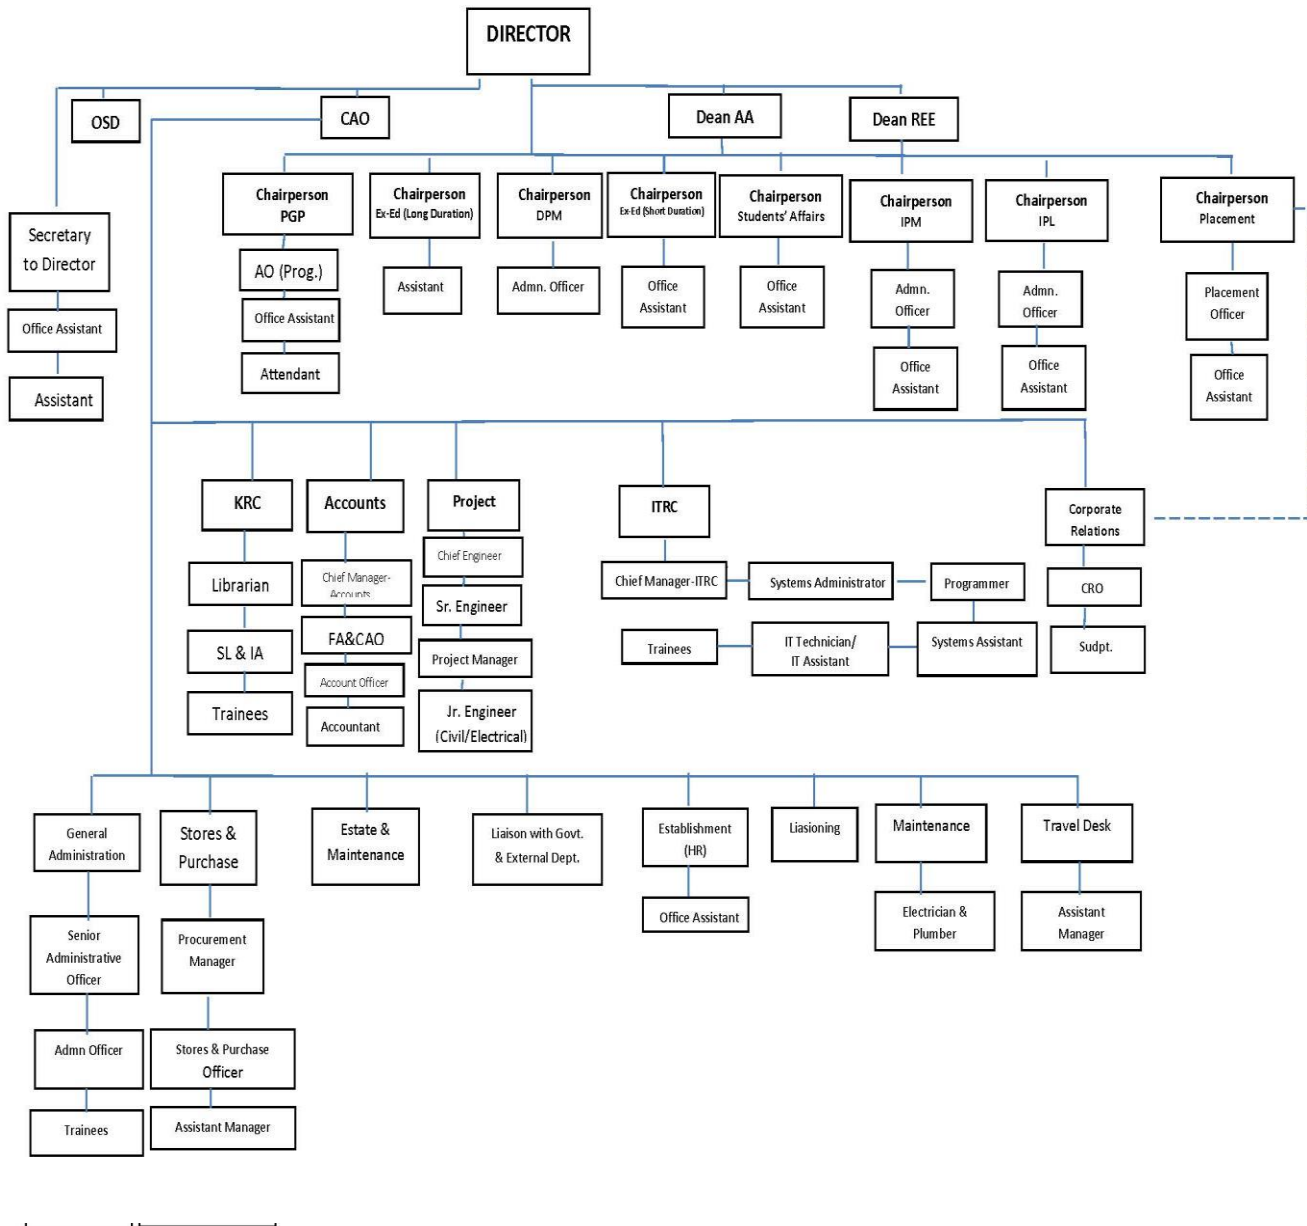 DIRECTOR
OSD
CAO
Dean AA
Dean REE
Secretary
to Director
Office Assistant
Assistant
Chairperson
PGP
AO (Prog.)
Office Assistant
Attendant
Chairperson
Ex-Ed (Long Duration)
Assistant
Chairperson
DPM
Admn. Officer
Chairperson
Ex-Ed (Short Duration)
Office
Assistant
Chairperson
Students' Affairs
Office
Assistant
Chairperson
IPM
Admn.
Officer
Office
Assistant
Chairperson
IPL
Admn.
Officer
Office
Assistant
Chairperson
Placement
Placement
Officer
Office
Assistant
KRC
Librarian
SL & IA
Trainees
Accounts
Chief Manager-
Accounts
FA&CAO
Account Officer
Accountant
Project
Chief Engineer
Sr. Engineer
Project Manager
Jr. Engineer
(Civil/Electrical)
ITRC
Chief Manager-ITRC
Systems Administrator
Programmer
Trainees
IT Technician/
IT Assistant
Systems Assistant
Corporate
Relations
CRO
Sudpt.
General
Administration
Senior
Administrative
Officer
Admn Officer
Trainees
Stores &
Purchase
Procurement
Manager
Stores & Purchase
Officer
Assistant Manager
Estate &
Maintenance
Liaison with Govt.
& External Dept.
Establishment
(HR)
Office Assistant
Liasioning
Maintenance
Electrician &
Plumber
Travel Desk
Assistant
Manager